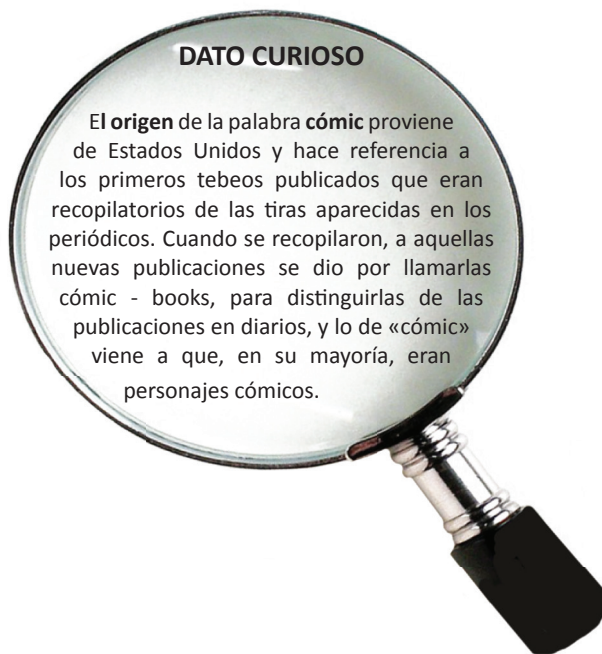 DATO CURIOSO
El origen de la palabra cómic proviene
de Estados Unidos y hace referencia a
los primeros tebeos publicados que eran
recopilatorios de las tiras aparecidas en los
periódicos. Cuando se recopilaron, a aquellas
nuevas publicaciones se dio por llamarlas
cómic - books, para distinguirlas de las
publicaciones en diarios, y lo de «cómic»
viene a que, en su mayoría, eran
personajes cómicos.